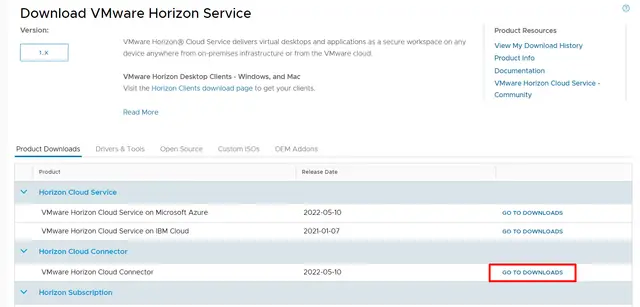 Download VMware Horizon Service
Version:
1.x
VMware Horizon® Cloud Service delivers virtual desktops and applications as a secure workspace on any
device anywhere from on-premises infrastructure or from the VMware cloud.
VMware Horizon Desktop Clients - Windows, and Mac
Visit the Horizon Clients download page to get your clients.
Read More
Product Resources
View My Download History
Product Info
Documentation
VMware Horizon Cloud Service -
Community
Product Downloads Drivers & Tools Open Source Custom ISOs OEM Addons
Product Release Date
Horizon Cloud Service
VMware Horizon Cloud Service on Microsoft Azure 2022-05-10 GO TO DOWNLOADS
VMware Horizon Cloud Service on IBM Cloud 2021-01-07 GO TO DOWNLOADS
Horizon Cloud Connector
VMware Horizon Cloud Connector 2022-05-10 GO TO DOWNLOADS
Horizon Subscription